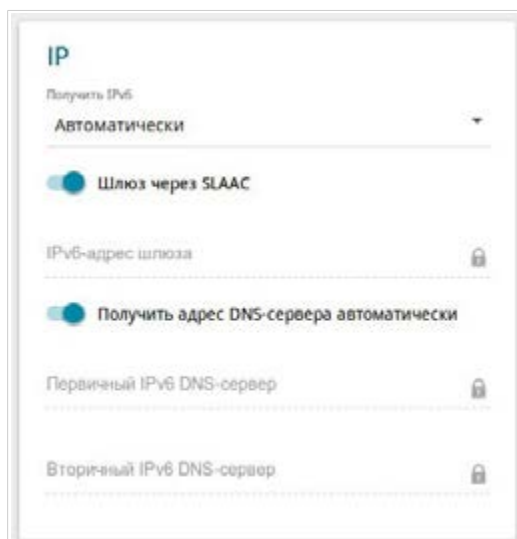 IP
Получить IPv6
Автоматически
Шлюз через SLAAC
IPv6-адрес шлюза
Получить адрес DNS-сервера автоматически
Первичный IPv6 DNS-сервер
Вторичный IPv6 DNS-сервер